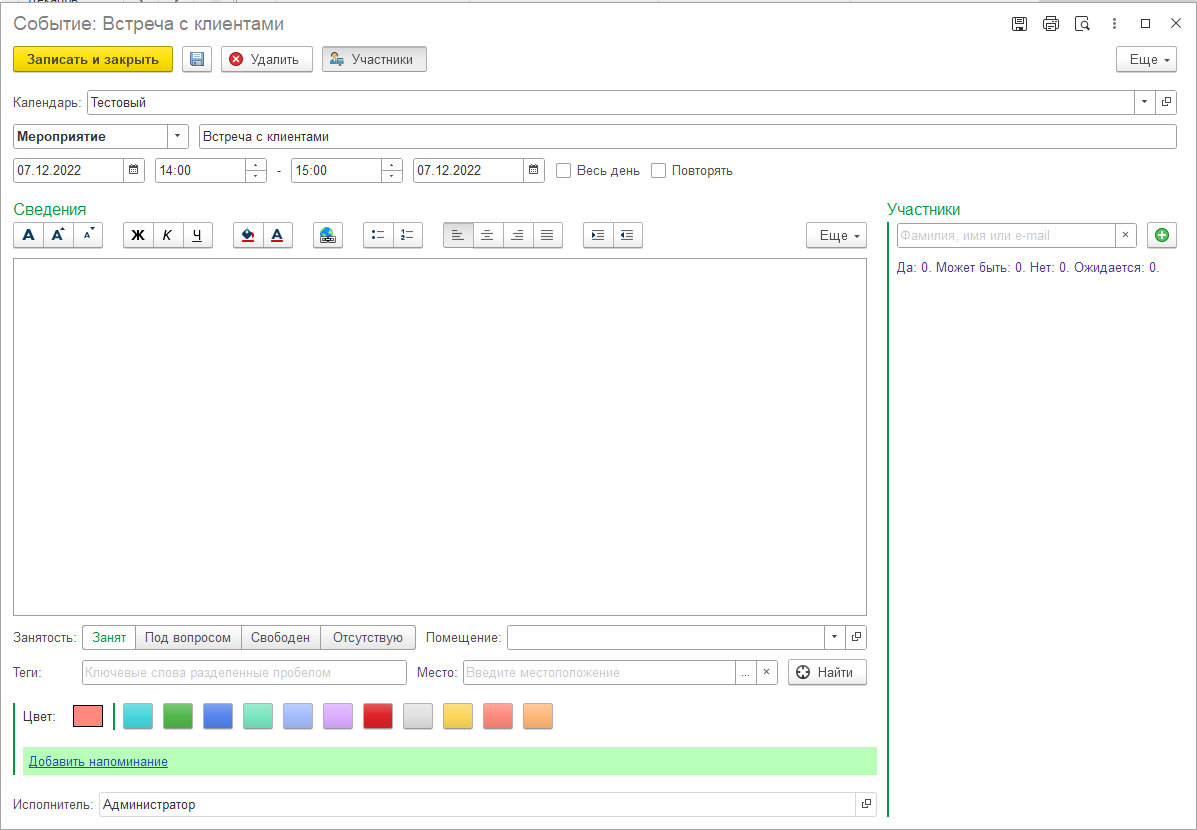 Событие: Встреча с клиентами
Записать и закрыть Удалить Участники Еще
Календарь: Тестовый
Мероприятие Встреча с клиентами
07.12.2022 14:00 - 15:00 07.12.2022 Весь день Повторять
Сведения Участники
А А А Ж К Ч А Еще Фамилия, имя или e-mail
Да: 0. Может быть: 0. Нет: 0. Ожидается: 0.
Занятость: Занят Под вопросом Свободен Отсутствую Помещение:
Теги: Ключевые слова разделенные пробелом Место: Введите местоположение ... Найти
Цвет:
Добавить напоминание
Исполнитель: Администратор